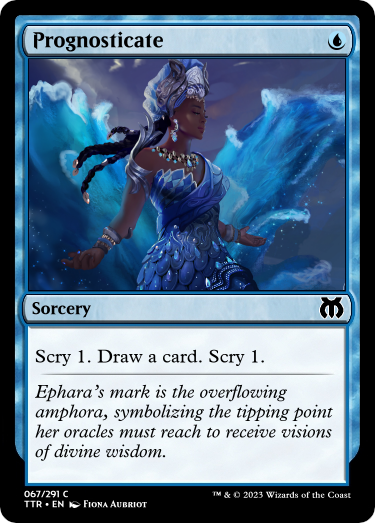 Prognosticate
Sorcery
Scry 1. Draw a card. Scry 1.
Ephara's mark is the overflowing
amphora, symbolizing the tipping point
her oracles must reach to receive visions
of divine wisdom.
067/291 C
TTR • EN Fiona Aubriot
™ & © 2023 Wizards of the Coast